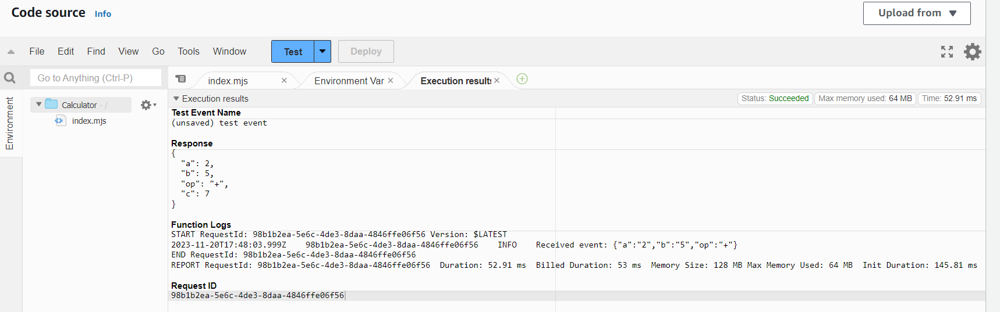 Code source Info
Upload from
File Edit Find View Go Tools Window Test Deploy
Go to Anything (Ctrl-P)
index.mjs Environment Var Execution results
Environment
Calculator - /
index.mjs
Execution results
Status: Succeeded Max memory used: 64 MB Time: 52.91 ms
Test Event Name
(unsaved) test event
Response
{
"a": 2,
"b": 5,
"op": "+",
"c": 7
}
Function Logs
START RequestId: 98b1b2ea-5e6c-4de3-8daa-4846ffe06f56 Version: $LATEST
2023-11-20T17:48:03.999Z 98b1b2ea-5e6c-4de3-8daa-4846ffe06f56 INFO Received event: {"a":"2","b":"5","op":"+"}
END RequestId: 98b1b2ea-5e6c-4de3-8daa-4846ffe06f56
REPORT RequestId: 98b1b2ea-5e6c-4de3-8daa-4846ffe06f56 Duration: 52.91 ms Billed Duration: 53 ms Memory Size: 128 MB Max Memory Used: 64 MB Init Duration: 145.81 ms
Request ID
98b1b2ea-5e6c-4de3-8daa-4846ffe06f56